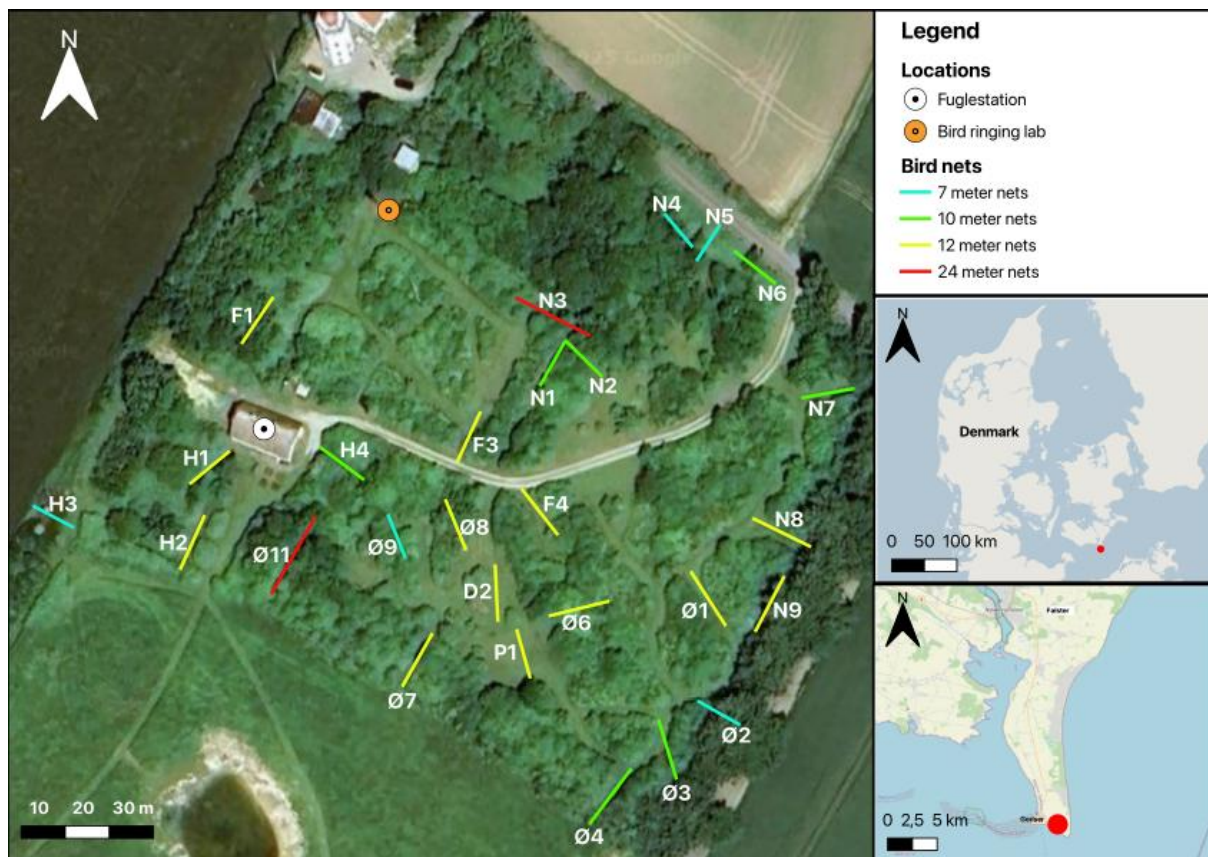 N
N4
N5
N6
F1
N3
N1
N2
N7
F3
H1
H4
H3
F4
H2
Ø11
Ø9
Ø8
N8
D2
Ø6
Ø1
N9
P1
Ø7
Ø2
Ø3
Ø4
10 20 30 m
Legend
Locations
Fuglestation
Bird ringing lab
Bird nets
7 meter nets
10 meter nets
12 meter nets
24 meter nets
N
Denmark
0 50 100 km
N
Falster
Gedser
0 2,5 5 km